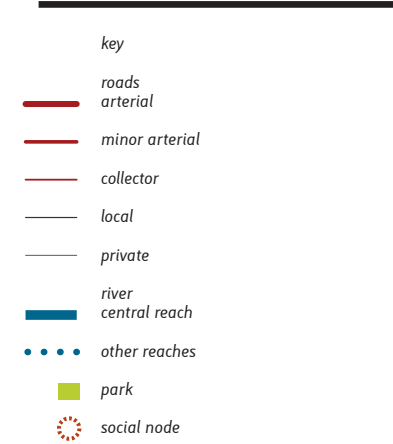 key
roads
arterial
minor arterial
collector
local
private
river
central reach
other reaches
park
social node